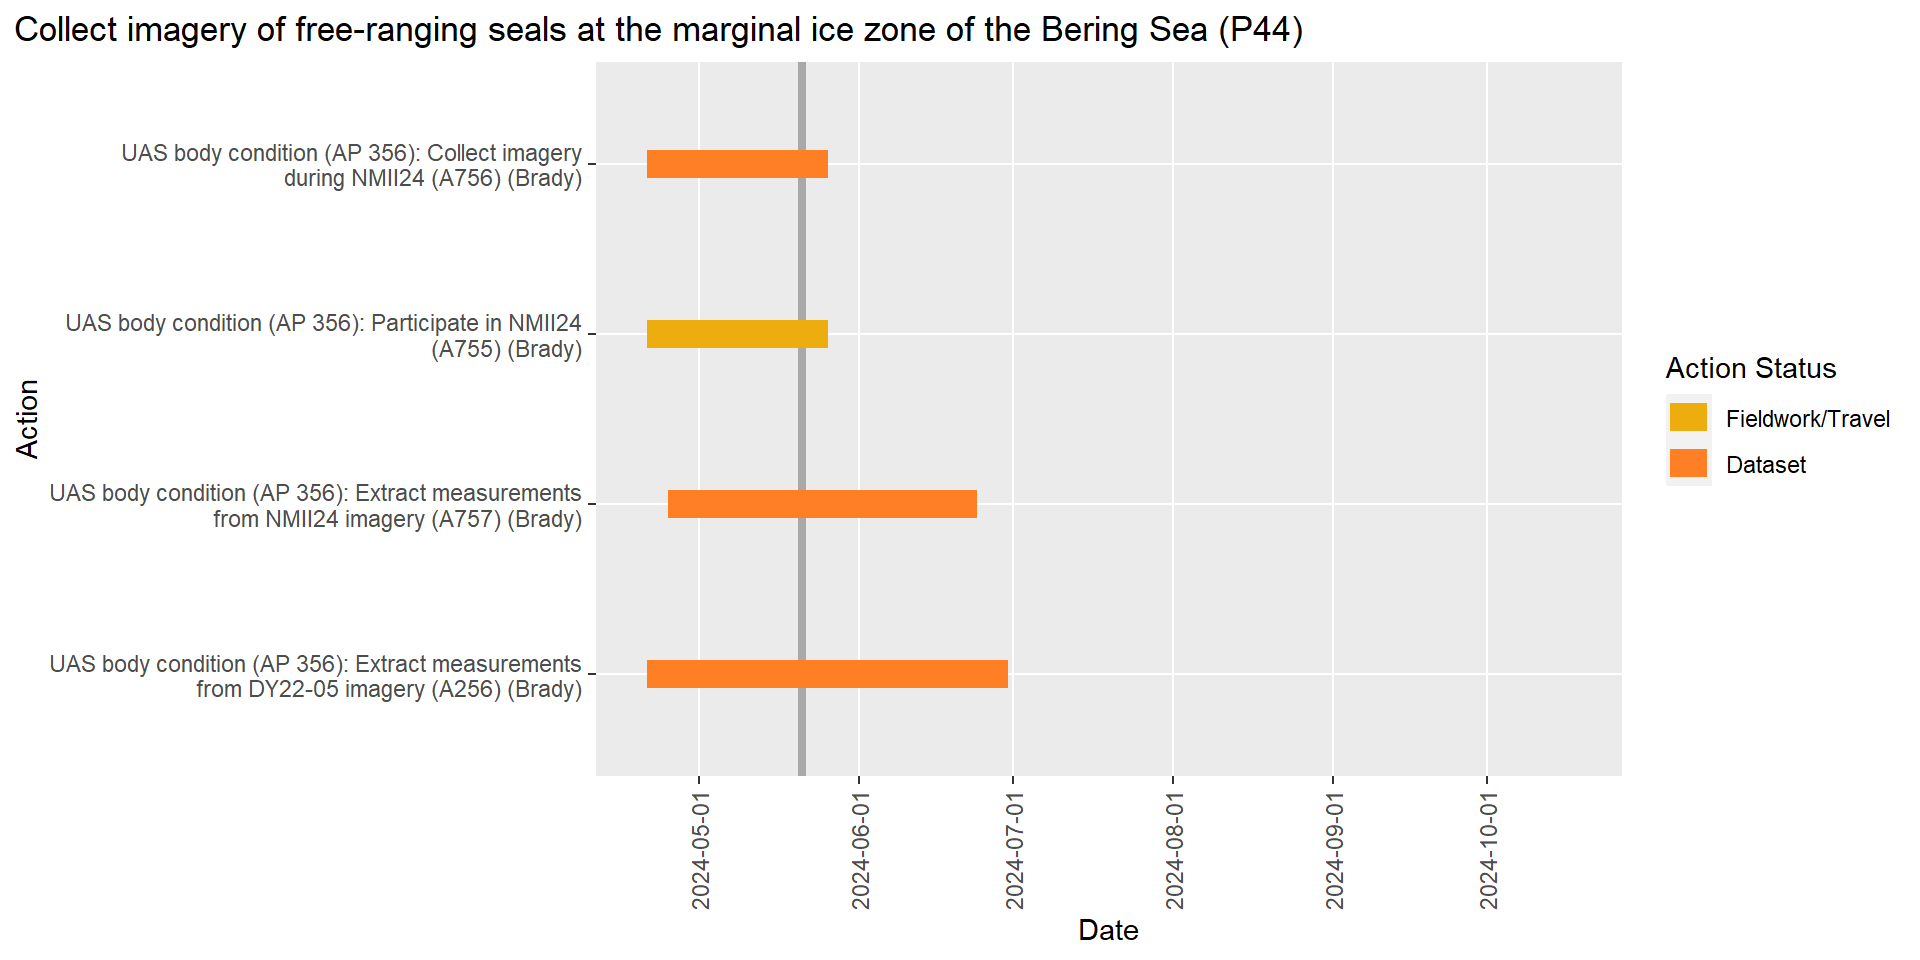 Collect imagery of free-ranging seals at the marginal ice zone of the Bering Sea (P44)
UAS body condition (AP 356): Collect imagery
during NMII24 (A756) (Brady)
UAS body condition (AP 356): Participate in NMII24
(A755) (Brady)
UAS body condition (AP 356): Extract measurements
from NMII24 imagery (A757) (Brady)
UAS body condition (AP 356): Extract measurements
from DY22-05 imagery (A256) (Brady)
Action
2024-05-01
2024-06-01
2024-07-01
2024-08-01
2024-09-01
2024-10-01
Date
Action Status
Fieldwork/Travel
Dataset